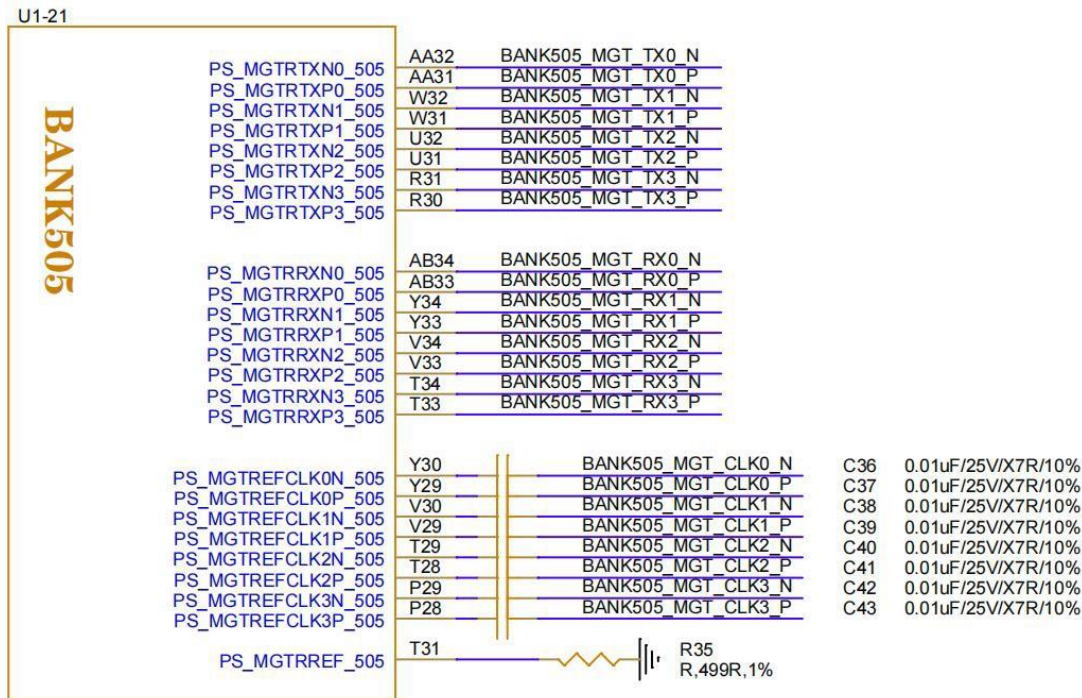 U1-21
BANK505
PS_MGTRTXN0_505 AA32 BANK505_MGT_TX0_N
PS_MGTRTXP0_505 AA31 BANK505_MGT_TX0_P
PS_MGTRTXN1_505 W32 BANK505_MGT_TX1_N
PS_MGTRTXP1_505 W31 BANK505_MGT_TX1_P
PS_MGTRTXN2_505 U32 BANK505_MGT_TX2_N
PS_MGTRTXP2_505 U31 BANK505_MGT_TX2_P
PS_MGTRTXN3_505 R31 BANK505_MGT_TX3_N
PS_MGTRTXP3_505 R30 BANK505_MGT_TX3_P
PS_MGTRRXN0_505 AB34 BANK505_MGT_RX0_N
PS_MGTRRXP0_505 AB33 BANK505_MGT_RX0_P
PS_MGTRRXN1_505 Y34 BANK505_MGT_RX1_N
PS_MGTRRXP1_505 Y33 BANK505_MGT_RX1_P
PS_MGTRRXN2_505 V34 BANK505_MGT_RX2_N
PS_MGTRRXP2_505 V33 BANK505_MGT_RX2_P
PS_MGTRRXN3_505 T34 BANK505_MGT_RX3_N
PS_MGTRRXP3_505 T33 BANK505_MGT_RX3_P
PS_MGTREFCLK0N_505 Y30 BANK505_MGT_CLK0_N C36 0.01uF/25V/X7R/10%
PS_MGTREFCLK0P_505 Y29 BANK505_MGT_CLK0_P C37 0.01uF/25V/X7R/10%
PS_MGTREFCLK1N_505 V30 BANK505_MGT_CLK1_N C38 0.01uF/25V/X7R/10%
PS_MGTREFCLK1P_505 V29 BANK505_MGT_CLK1_P C39 0.01uF/25V/X7R/10%
PS_MGTREFCLK2N_505 T29 BANK505_MGT_CLK2_N C40 0.01uF/25V/X7R/10%
PS_MGTREFCLK2P_505 T28 BANK505_MGT_CLK2_P C41 0.01uF/25V/X7R/10%
PS_MGTREFCLK3N_505 P29 BANK505_MGT_CLK3_N C42 0.01uF/25V/X7R/10%
PS_MGTREFCLK3P_505 P28 BANK505_MGT_CLK3_P C43 0.01uF/25V/X7R/10%
PS_MGTRREF_505 T31 R35
R,499R,1%